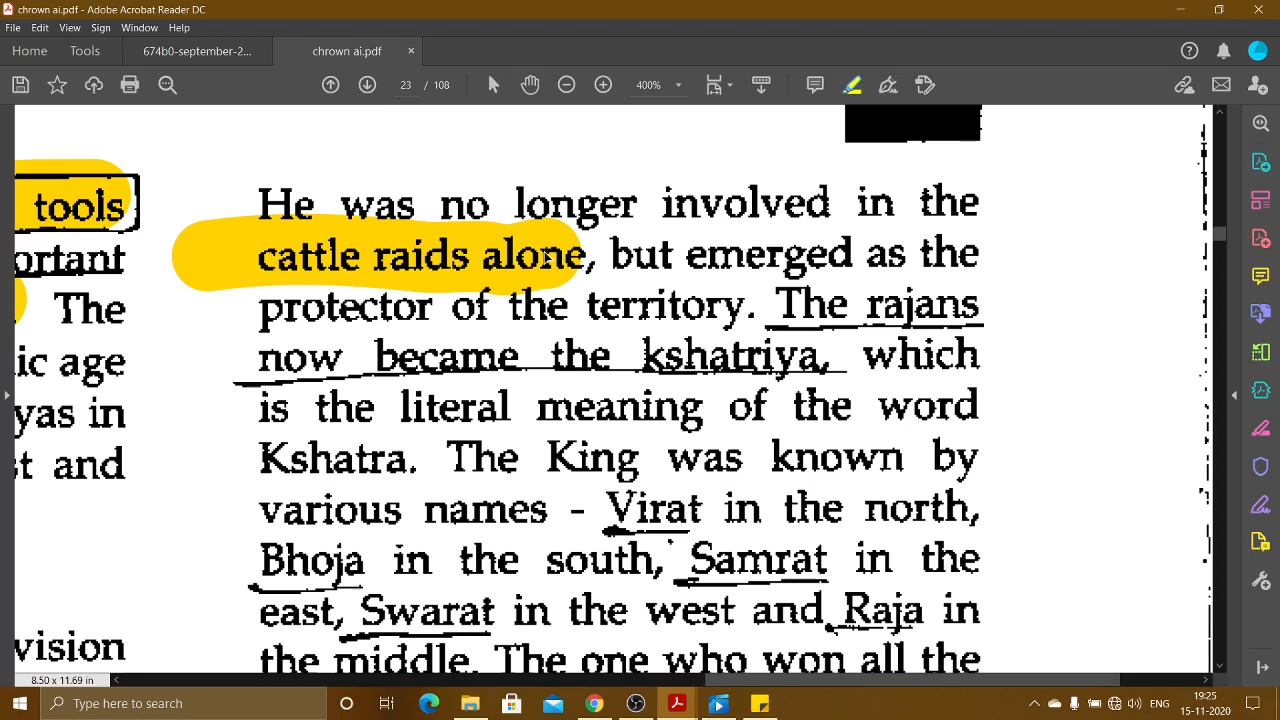 chrown ai.pdf - Adobe Acrobat Reader DC
File Edit View Sign Window Help
Home Tools 674b0-september-2... chrown ai.pdf ×
23 / 108 400%
tools
ortant
The
ic age
yas in
t and
vision
He was no longer involved in the
cattle raids alone, but emerged as the
protector of the territory. The rajans
now became the kshatriya, which
is the literal meaning of the word
Kshatra. The King was known by
various names - Virat in the north,
Bhoja in the south, Samrat in the
east, Swarat in the west and Raja in
the middle. The one who won all the
8.50 x 11.69 in
Type here to search
ENG
19:25
15-11-2020